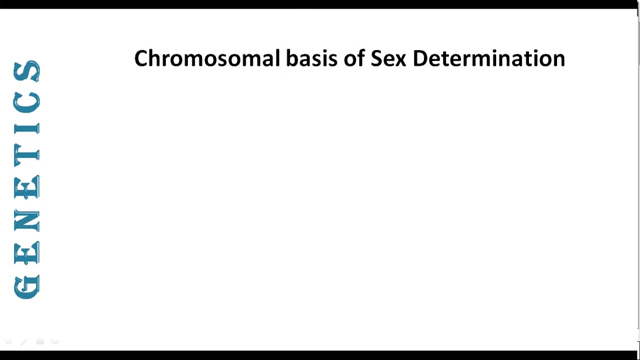 Chromosomal basis of Sex Determination
GENETICS